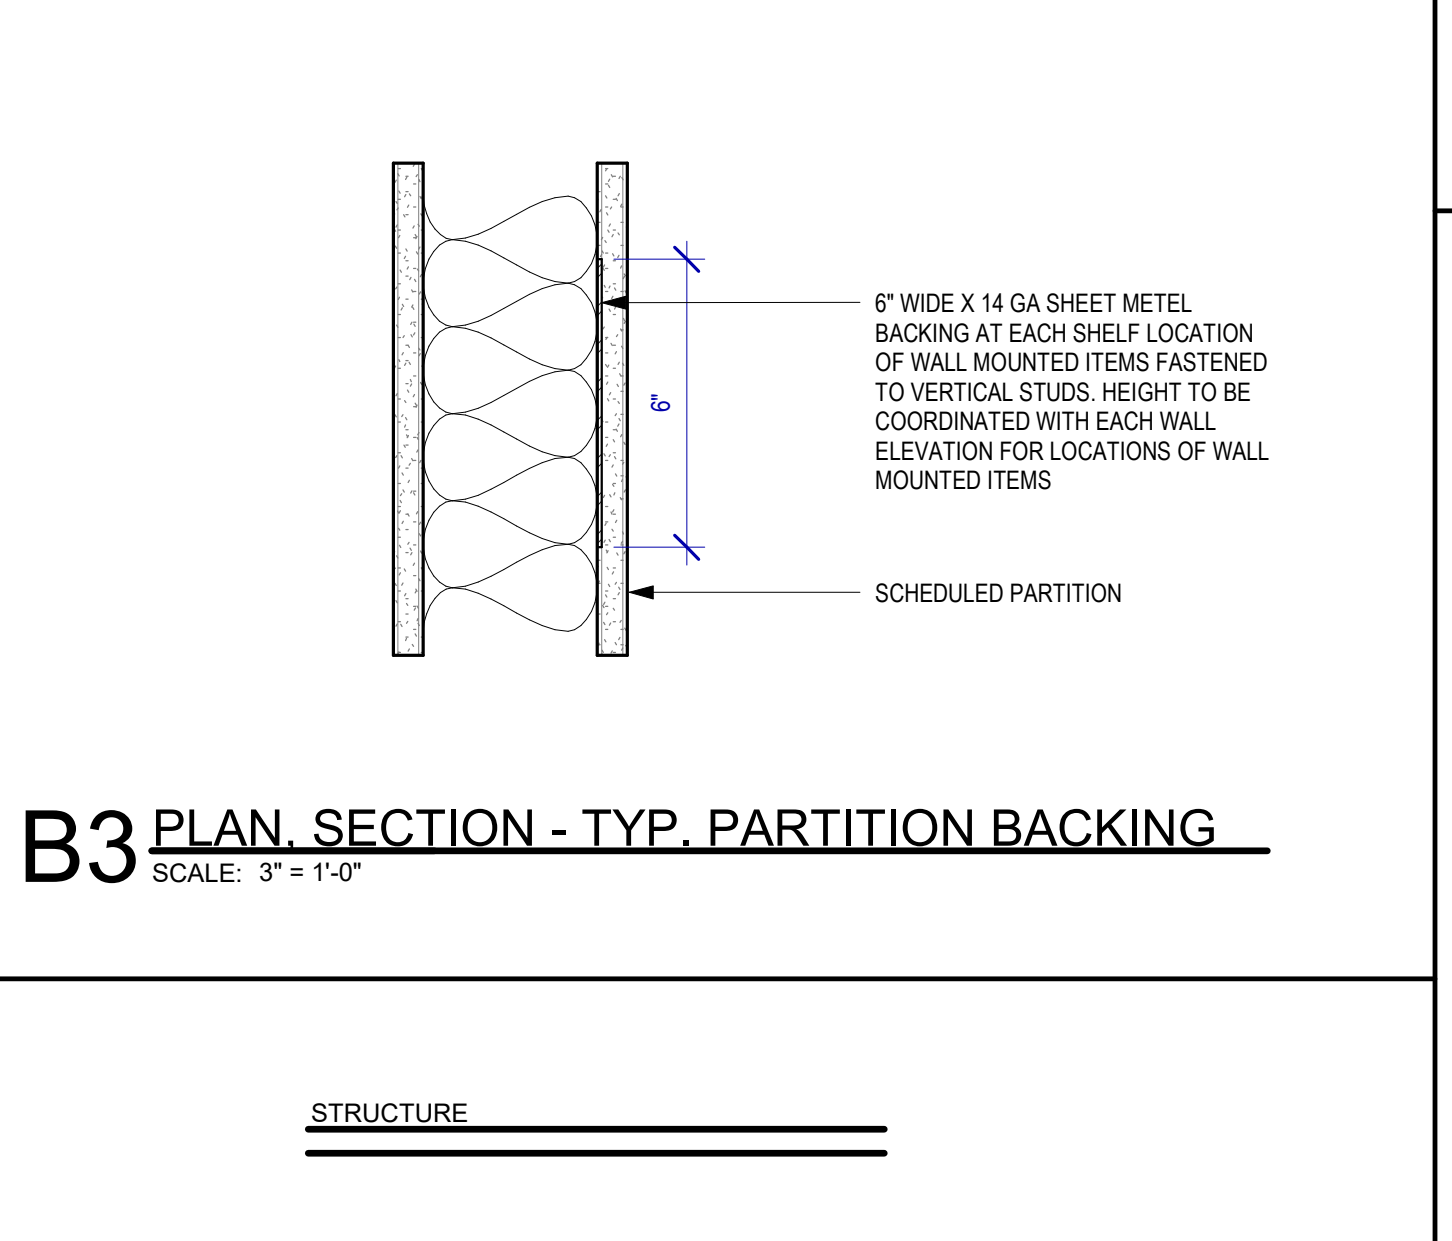 6" WIDE X 14 GA SHEET METEL
BACKING AT EACH SHELF LOCATION
OF WALL MOUNTED ITEMS FASTENED
TO VERTICAL STUDS. HEIGHT TO BE
COORDINATED WITH EACH WALL
ELEVATION FOR LOCATIONS OF WALL
MOUNTED ITEMS
6"
SCHEDULED PARTITION
B3 PLAN, SECTION - TYP. PARTITION BACKING
SCALE: 3" = 1'-0"
STRUCTURE